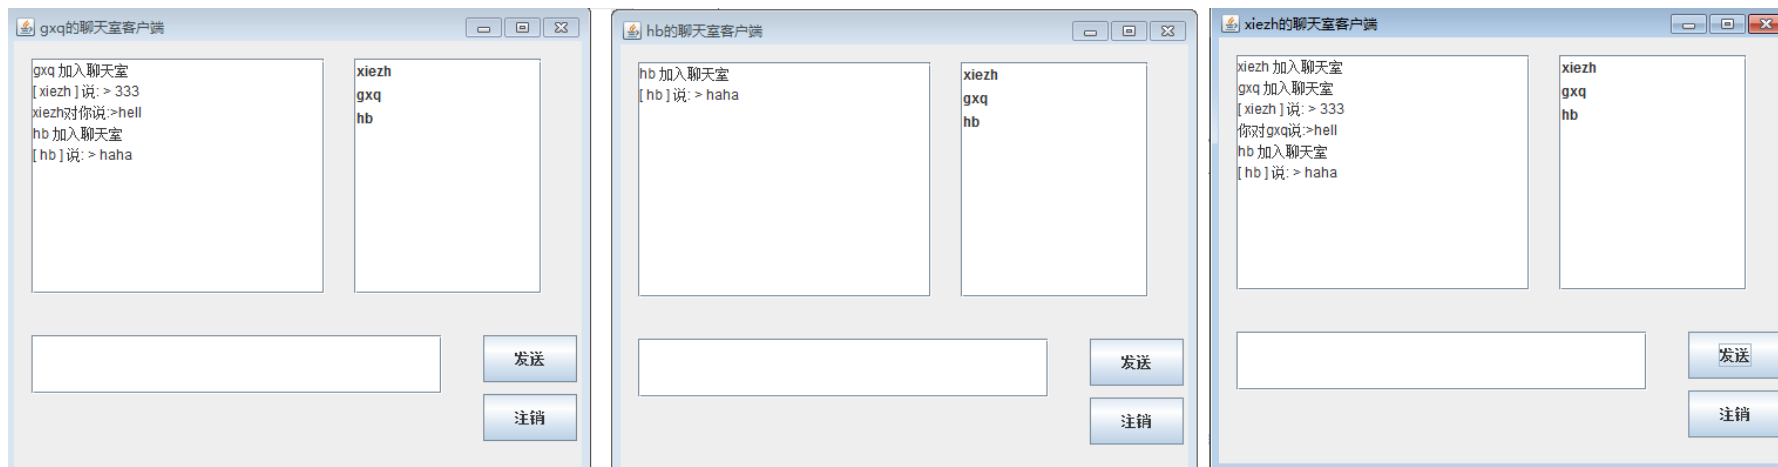 gxq的聊天室客户端
gxq 加入聊天室
[ xiezh ] 说: > 333
xiezh对你说:>hell
hb 加入聊天室
[ hb ] 说: > haha
xiezh
gxq
hb
发送
注销
hb的聊天室客户端
hb 加入聊天室
[ hb ] 说: > haha
xiezh
gxq
hb
发送
注销
xiezh的聊天室客户端
xiezh 加入聊天室
gxq 加入聊天室
[ xiezh ] 说: > 333
你对gxq说:>hell
hb 加入聊天室
[ hb ] 说: > haha
xiezh
gxq
hb
发送
注销